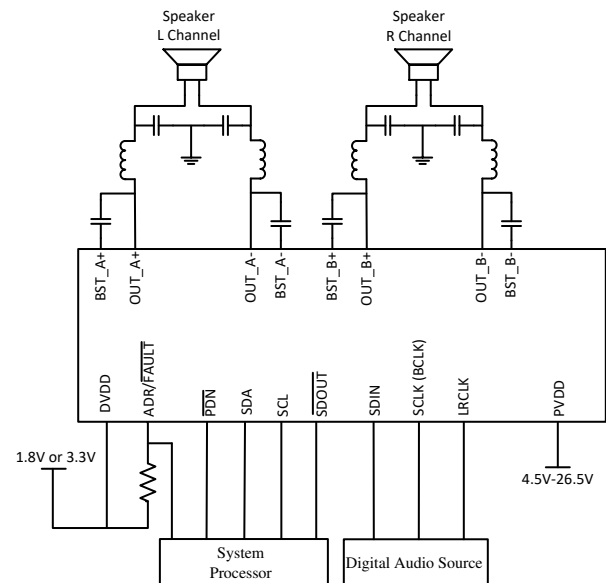 Speaker
L Channel
Speaker
R Channel
BST_A+
OUT_A+
OUT_A-
BST_A-
BST_B+
OUT_B+
OUT_B-
BST_B-
DVDD
ADR/FAULT
PDN
SDA
SCL
SDOUT
SDIN
SCLK (BCLK)
LRCLK
PVDD
1.8V or 3.3V
4.5V-26.5V
System
Processor
Digital Audio Source